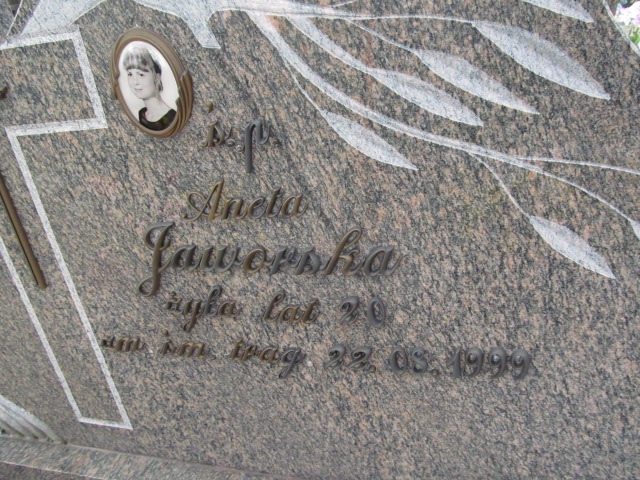 ś. p.
Aneta
Jaworska
żyła lat 20
zm. śm. trag. 22.08.1999